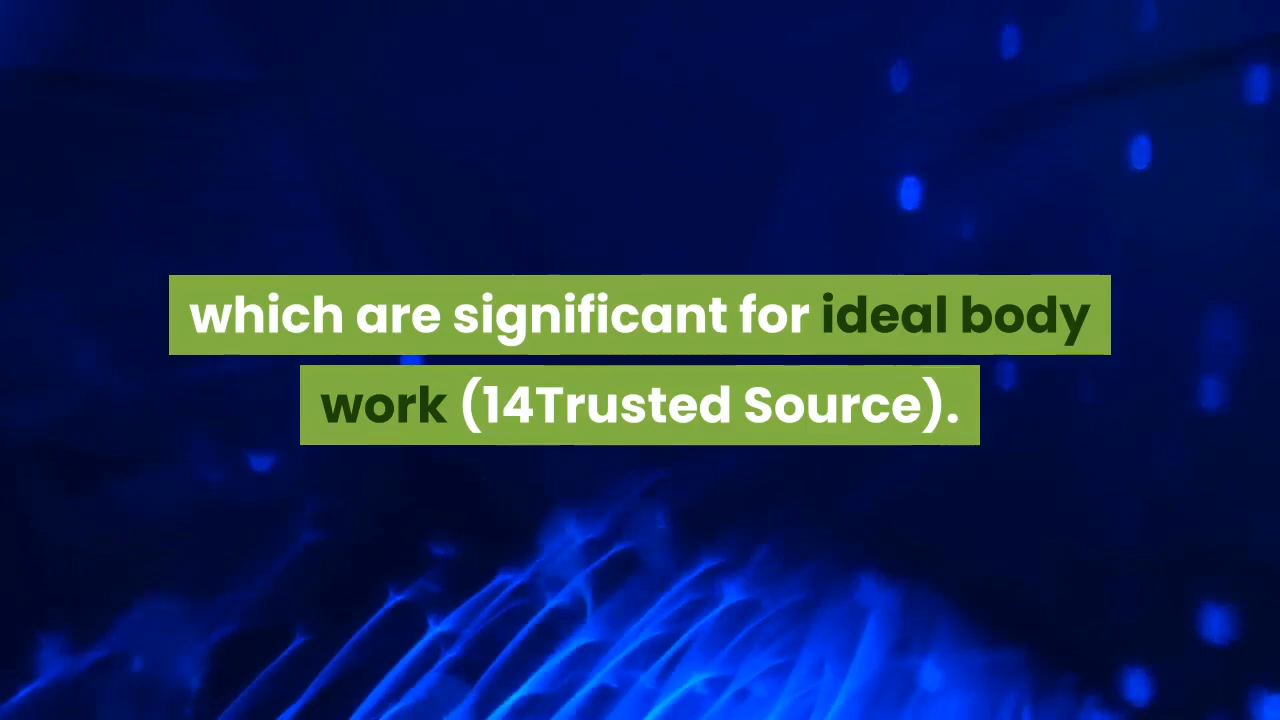 which are significant for ideal body
work (14Trusted Source).